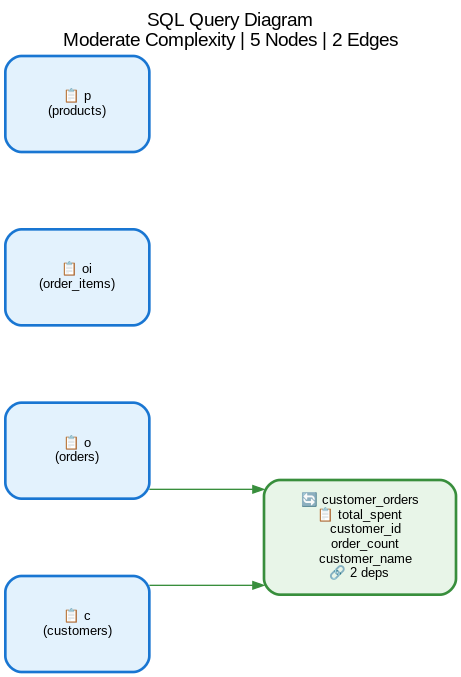 SQL Query Diagram
Moderate Complexity | 5 Nodes | 2 Edges
📋 p
(products)
📋 oi
(order_items)
📋 o
(orders)
🔄 customer_orders
📋 total_spent
customer_id
order_count
customer_name
🔗 2 deps
📋 c
(customers)